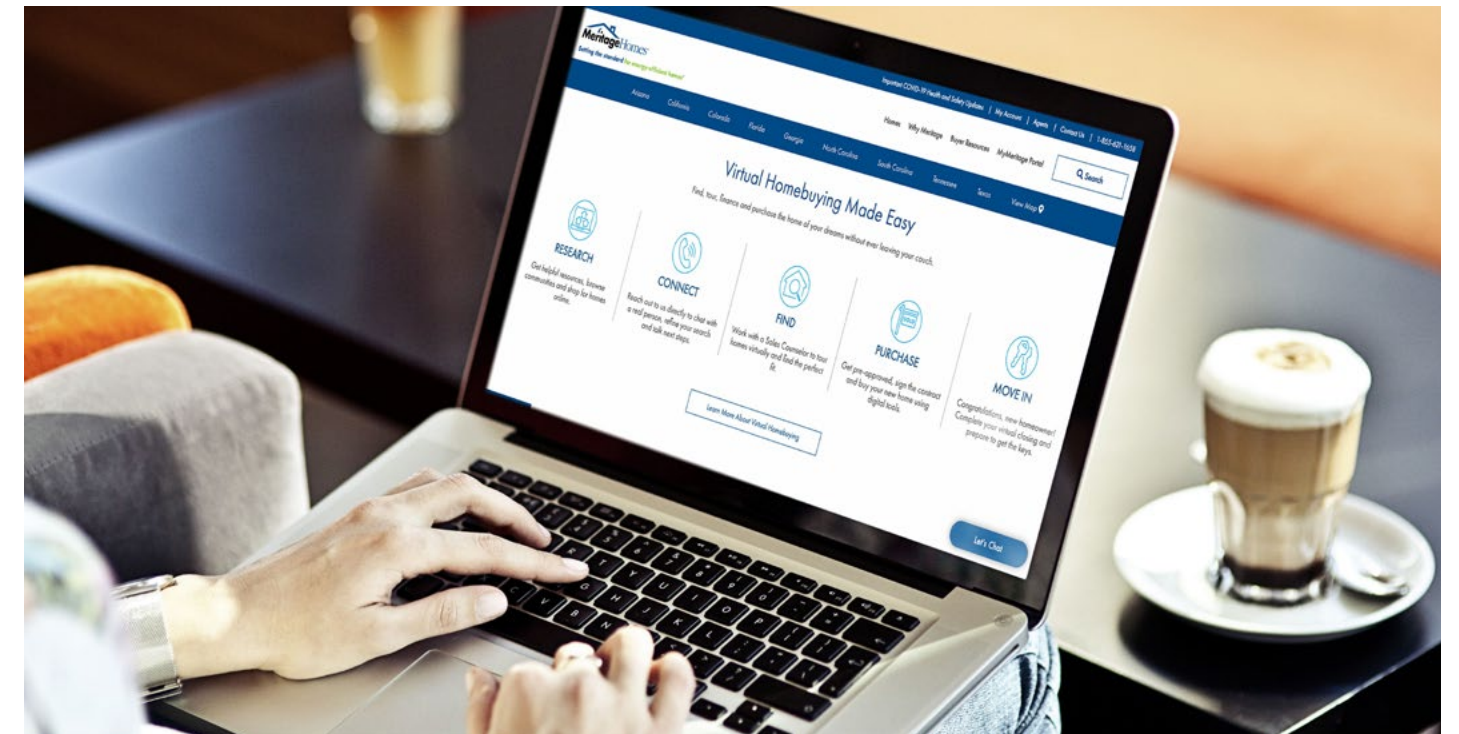 MeritageHomes
Setting the standard for energy-efficient homes®
Important COVID-19 Health and Safety Updates | My Account | Agents | Contact Us | 1-855-621-1658
Homes Why Meritage Buyer Resources MyMeritage Portal Search
Arizona California Colorado Florida Georgia North Carolina South Carolina Tennessee Texas View Map
Virtual Homebuying Made Easy
Find, tour, finance and purchase the home of your dreams without ever leaving your couch.
RESEARCH
Get helpful resources, browse
communities and shop for homes
online.
CONNECT
Reach out to us directly to chat with
a real person, refine your search
and talk next steps.
FIND
Work with a Sales Counselor to tour
homes virtually and find the perfect
fit.
SOLD
PURCHASE
Get pre-approved, sign the contract
and buy your new home using
digital tools.
MOVE IN
Congratulations, new homeowner!
Complete your virtual closing and
prepare to get the keys.
Learn More About Virtual Homebuying
Let's Chat